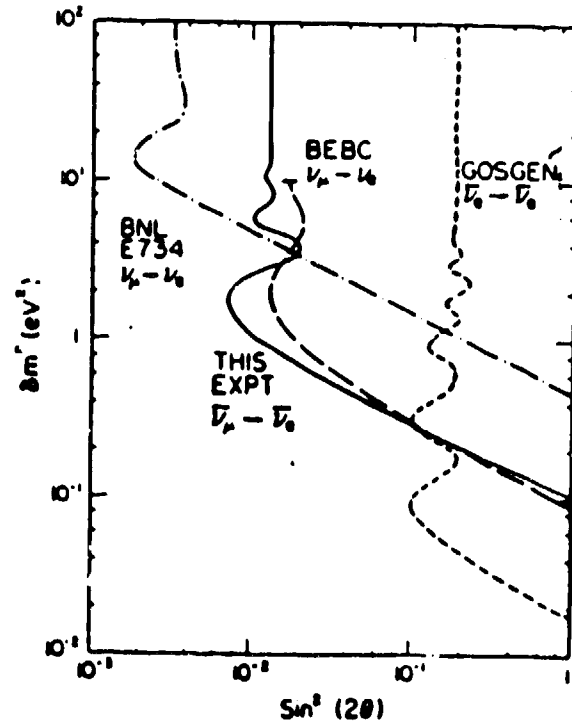 10²
10¹
1
10⁻¹
10⁻²
δm² (eV²)
BEBC
ν_μ – ν_e
GOSGEN
ν̄_e – ν̄_e
BNL
E734
ν_μ – ν_e
THIS
EXPT
ν̄_μ – ν̄_e
10⁻³
10⁻²
10⁻¹
1
Sin² (2θ)